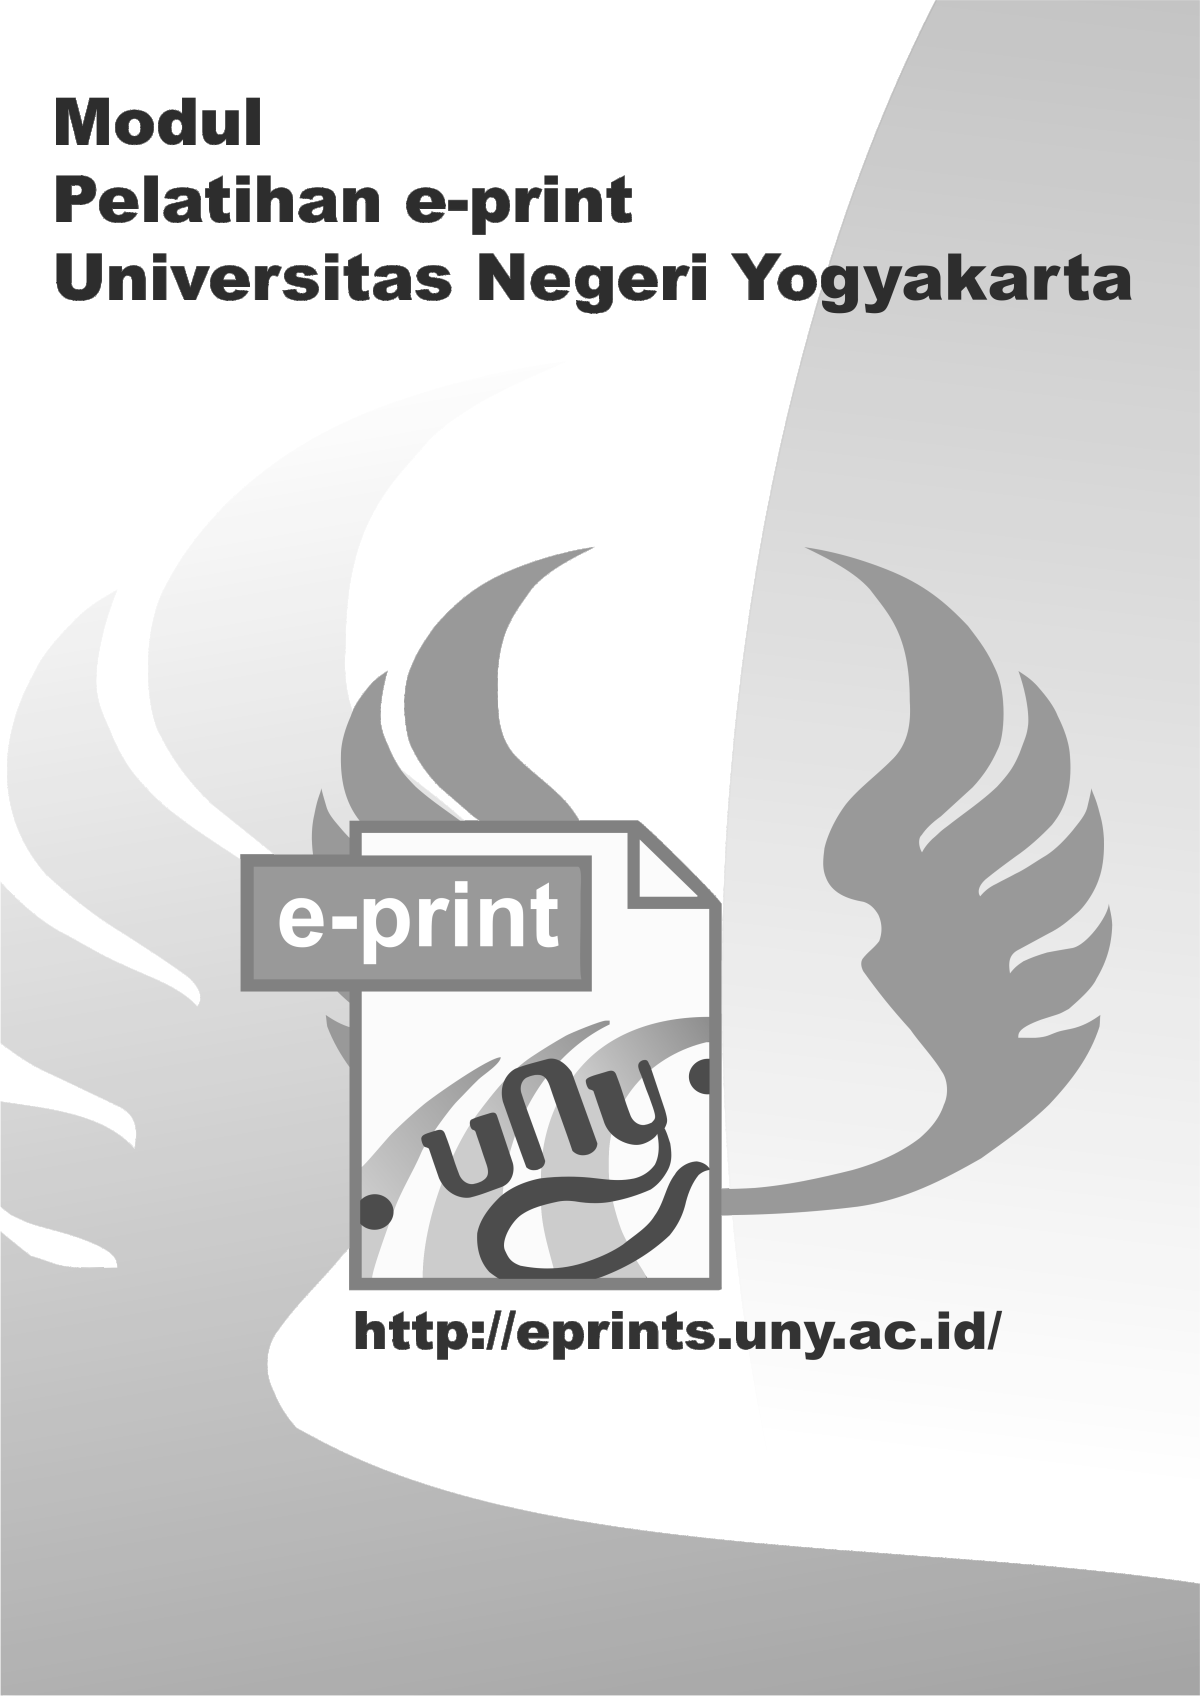 Modul
Pelatihan e-print
Universitas Negeri Yogyakarta
e-print
uny
http://eprints.uny.ac.id/